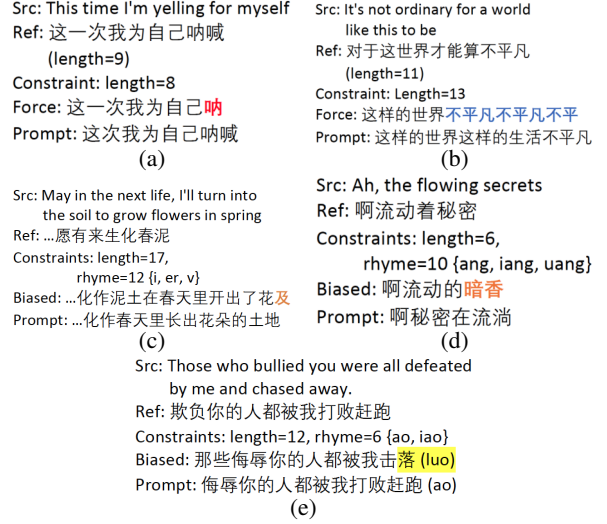 Src: This time I'm yelling for myself
Ref: 这一次我为自己呐喊
(length=9)
Constraint: length=8
Force: 这一次我为自己呐
Prompt: 这次我为自己呐喊
(a)
Src: It's not ordinary for a world
like this to be
Ref: 对于这世界才能算不平凡
(length=11)
Constraint: Length=13
Force: 这样的世界不平凡不平凡不平
Prompt: 这样的世界这样的生活不平凡
(b)
Src: May in the next life, I'll turn into
the soil to grow flowers in spring
Ref: ...愿有来生化春泥
Constraints: length=17,
rhyme=12 {i, er, v}
Biased: ...化作泥土在春天里开出了花及
Prompt: ...化作春天里长出花朵的土地
(c)
Src: Ah, the flowing secrets
Ref: 啊流动着秘密
Constraints: length=6,
rhyme=10 {ang, iang, uang}
Biased: 啊流动的暗香
Prompt: 啊秘密在流淌
(d)
Src: Those who bullied you were all defeated
by me and chased away.
Ref: 欺负你的人都被我打败赶跑
Constraints: length=12, rhyme=6 {ao, iao}
Biased: 那些侮辱你的人都被我击落 (luo)
Prompt: 侮辱你的人都被我打败赶跑 (ao)
(e)